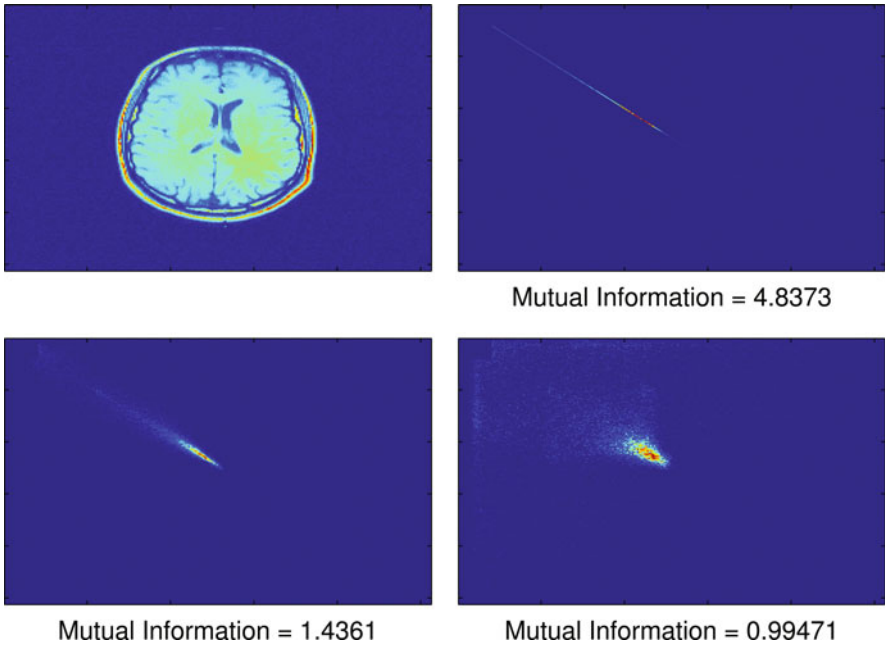 Mutual Information = 4.8373
Mutual Information = 1.4361
Mutual Information = 0.99471